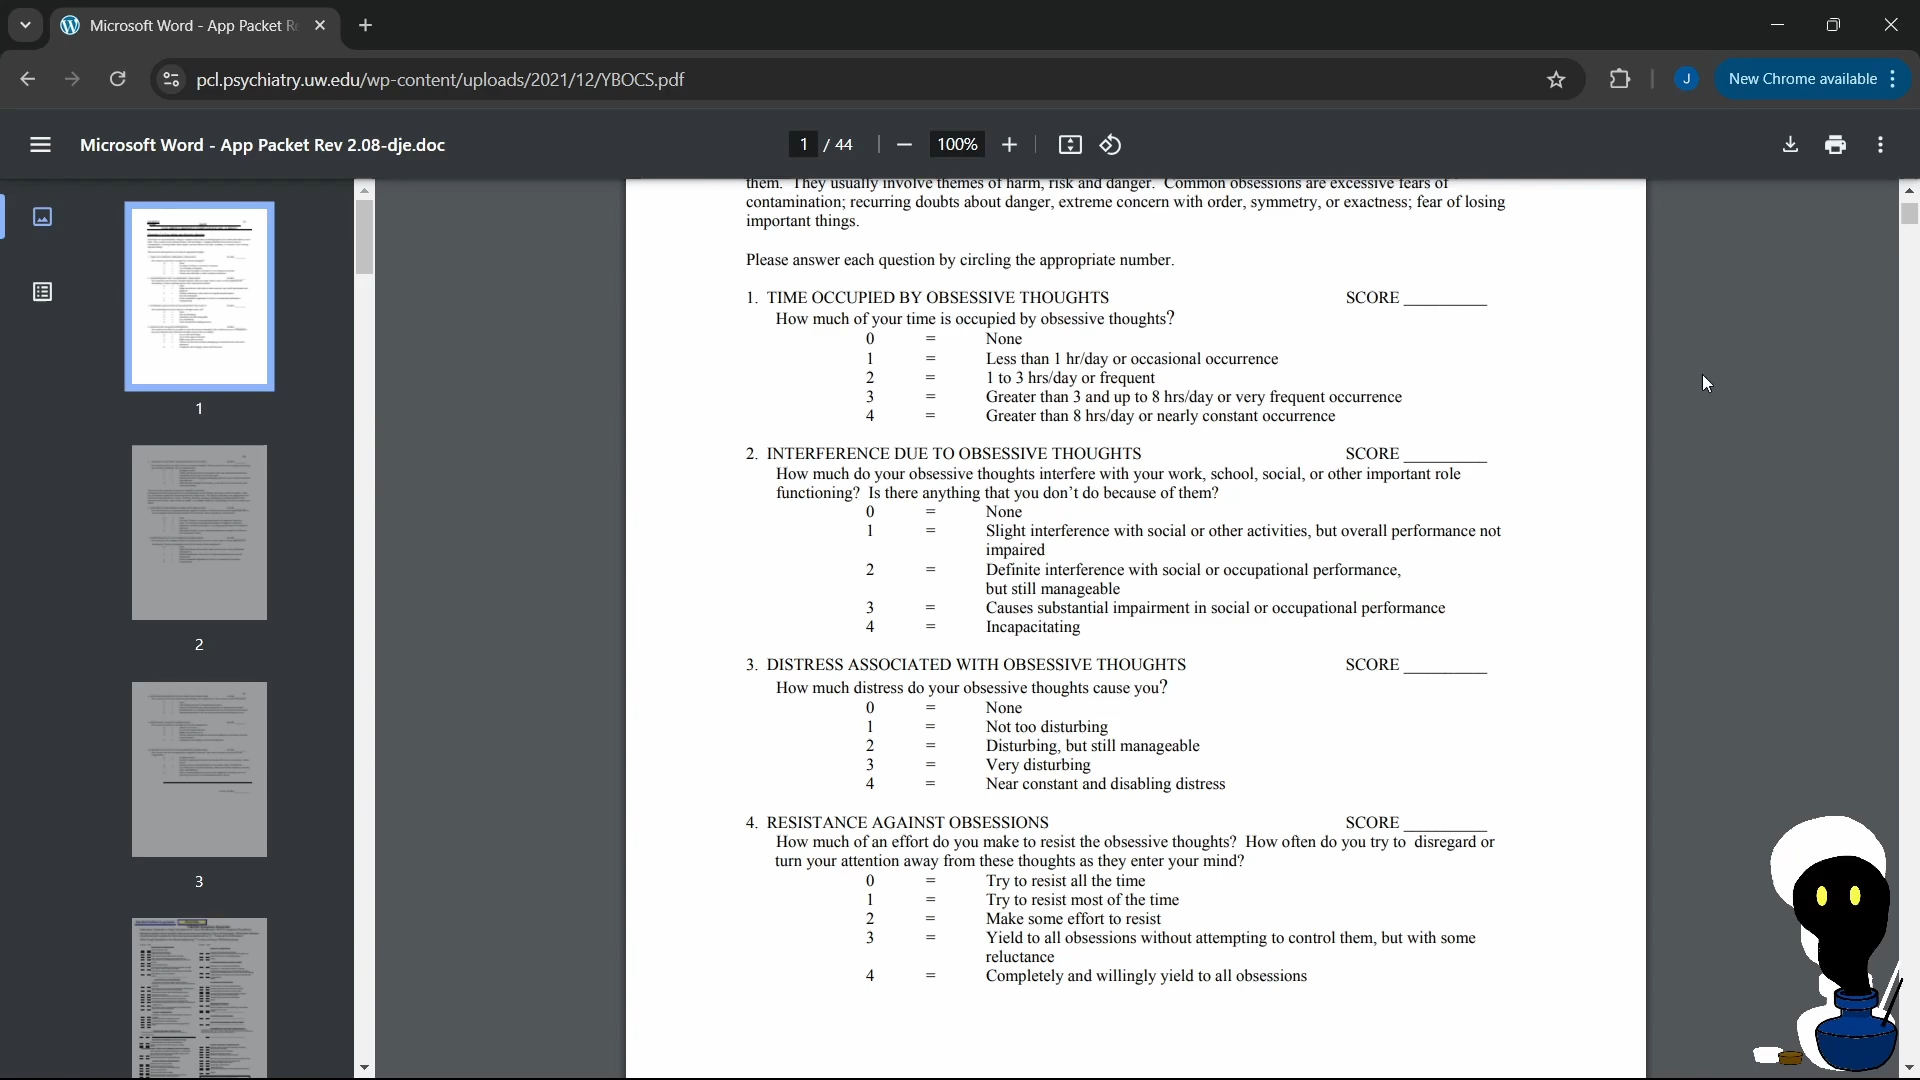 Microsoft Word - App Packet Re
pcl.psychiatry.uw.edu/wp-content/uploads/2021/12/YBOCS.pdf
J
New Chrome available
Microsoft Word - App Packet Rev 2.08-dje.doc
1 / 44
100%
1
2
3
them. They usually involve themes of harm, risk and danger. Common obsessions are excessive fears of
contamination; recurring doubts about danger, extreme concern with order, symmetry, or exactness; fear of losing
important things.
Please answer each question by circling the appropriate number.
1. TIME OCCUPIED BY OBSESSIVE THOUGHTS SCORE __________
How much of your time is occupied by obsessive thoughts?
0 = None
1 = Less than 1 hr/day or occasional occurrence
2 = 1 to 3 hrs/day or frequent
3 = Greater than 3 and up to 8 hrs/day or very frequent occurrence
4 = Greater than 8 hrs/day or nearly constant occurrence
2. INTERFERENCE DUE TO OBSESSIVE THOUGHTS SCORE __________
How much do your obsessive thoughts interfere with your work, school, social, or other important role
functioning? Is there anything that you don't do because of them?
0 = None
1 = Slight interference with social or other activities, but overall performance not
impaired
2 = Definite interference with social or occupational performance,
but still manageable
3 = Causes substantial impairment in social or occupational performance
4 = Incapacitating
3. DISTRESS ASSOCIATED WITH OBSESSIVE THOUGHTS SCORE __________
How much distress do your obsessive thoughts cause you?
0 = None
1 = Not too disturbing
2 = Disturbing, but still manageable
3 = Very disturbing
4 = Near constant and disabling distress
4. RESISTANCE AGAINST OBSESSIONS SCORE __________
How much of an effort do you make to resist the obsessive thoughts? How often do you try to disregard or
turn your attention away from these thoughts as they enter your mind?
0 = Try to resist all the time
1 = Try to resist most of the time
2 = Make some effort to resist
3 = Yield to all obsessions without attempting to control them, but with some
reluctance
4 = Completely and willingly yield to all obsessions